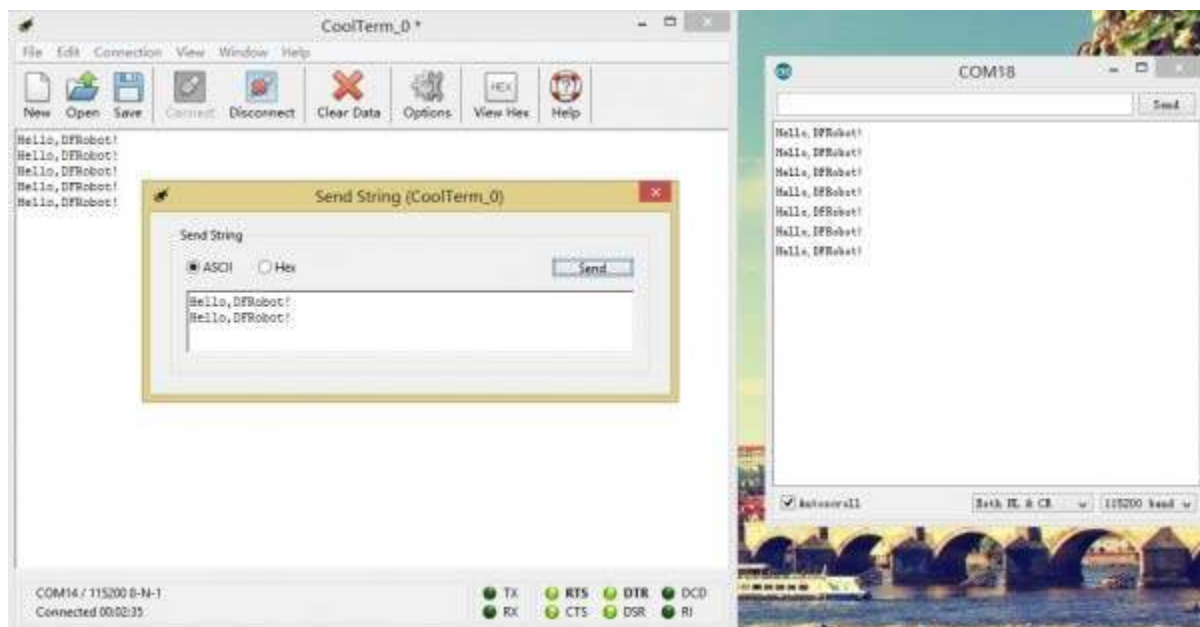 CoolTerm_0 *
File Edit Connection View Window Help
New Open Save Connect Disconnect Clear Data Options View Hex Help
HEX
Hello,DFRobot!
Hello,DFRobot!
Hello,DFRobot!
Hello,DFRobot!
Hello,DFRobot!
Send String (CoolTerm_0)
Send String
ASCII Hex
Send
Hello,DFRobot!
Hello,DFRobot!
COM14 / 115200 8-N-1
Connected 00:02:35
TX RTS DTR DCD
RX CTS DSR RI
COM18
Send
Hello,DFRobot!
Hello,DFRobot!
Hello,DFRobot!
Hello,DFRobot!
Hello,DFRobot!
Hello,DFRobot!
Hello,DFRobot!
Autoscroll
Both NL & CR
115200 baud